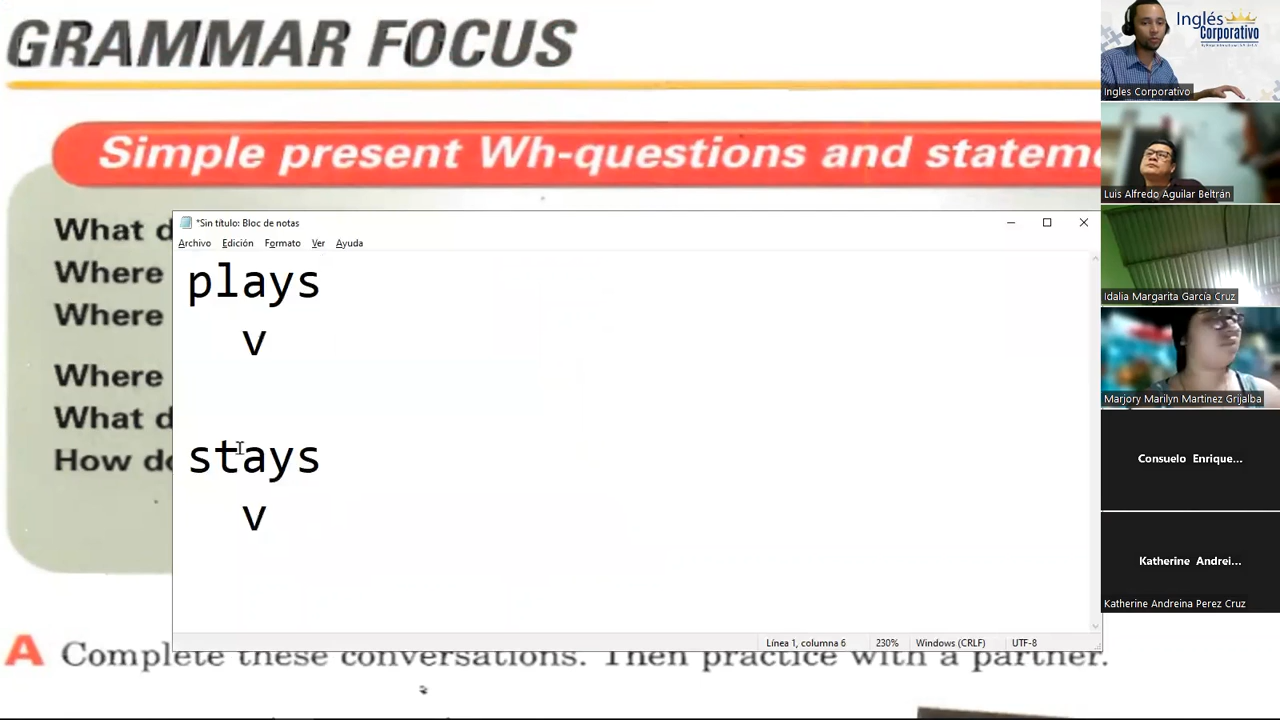 GRAMMAR FOCUS
Simple present Wh-questions and statem
What d
Where
Where
Where
What d
How do
*Sin título: Bloc de notas
Archivo Edición Formato Ver Ayuda
plays
v
stays
v
Línea 1, columna 6 230% Windows (CRLF) UTF-8
A Complete these conversations. Then practice with a partner.
Inglés
Corporativo
Ingles Corporativo
Luis Alfredo Aguilar Beltrán
Idalia Margarita García Cruz
Marjory Marilyn Martinez Grijalba
Consuelo Enrique...
Katherine Andrei...
Katherine Andreina Perez Cruz